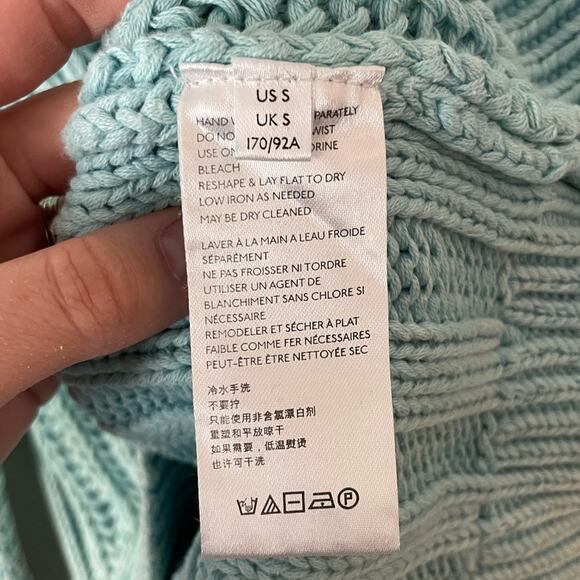 US S
UK S
170/92A
HAND PARATELY
DO NO WIST
USE ON ORINE
BLEACH
RESHAPE & LAY FLAT TO DRY
LOW IRON AS NEEDED
MAY BE DRY CLEANED
LAVER À LA MAIN A LEAU FROIDE
SÉPARÉMENT
NE PAS FROISSER NI TORDRE
UTILISER UN AGENT DE
BLANCHIMENT SANS CHLORE SI
NÉCESSAIRE
REMODELER ET SÉCHER À PLAT
FAIBLE COMME FER NÉCESSAIRES
PEUT-ÊTRE ÊTRE NETTOYÉE SEC
冷水手洗
不要拧
只能使用非含氯漂白剂
重塑和平放晾干
如果需要，低温熨烫
也许可干洗
P